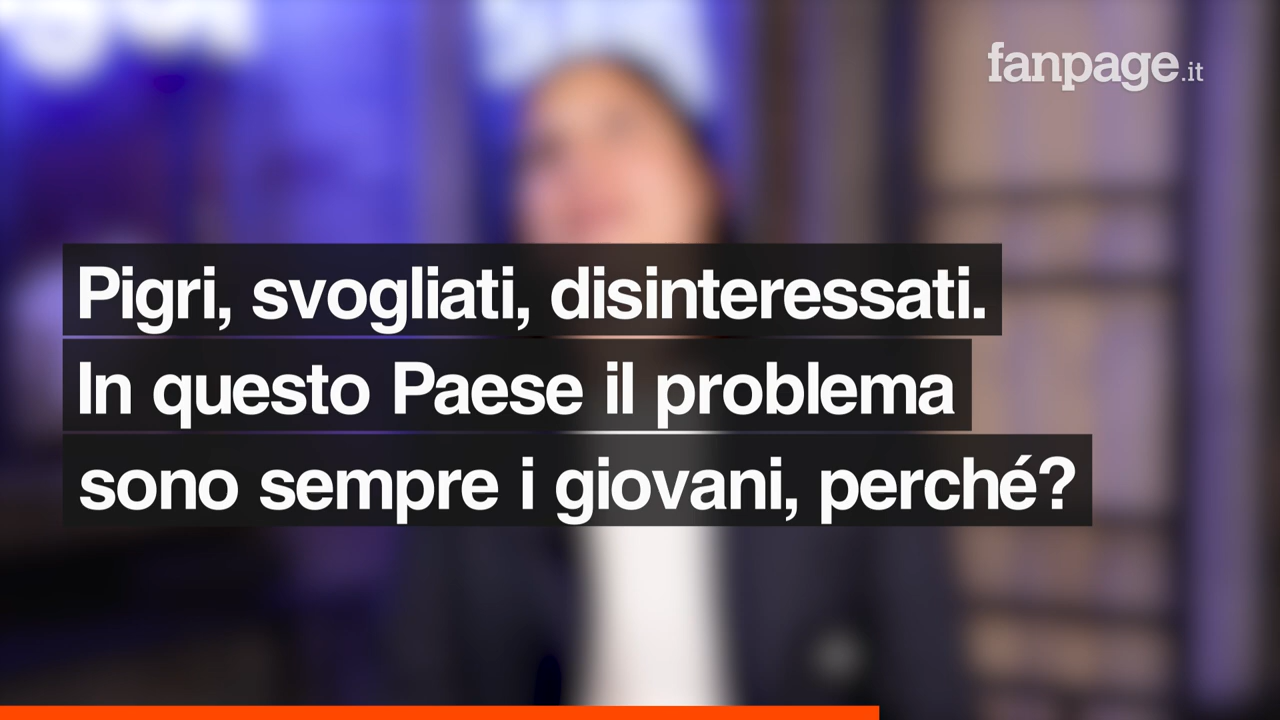 fanpage.it
Pigri, svogliati, disinteressati.
In questo Paese il problema
sono sempre i giovani, perché?